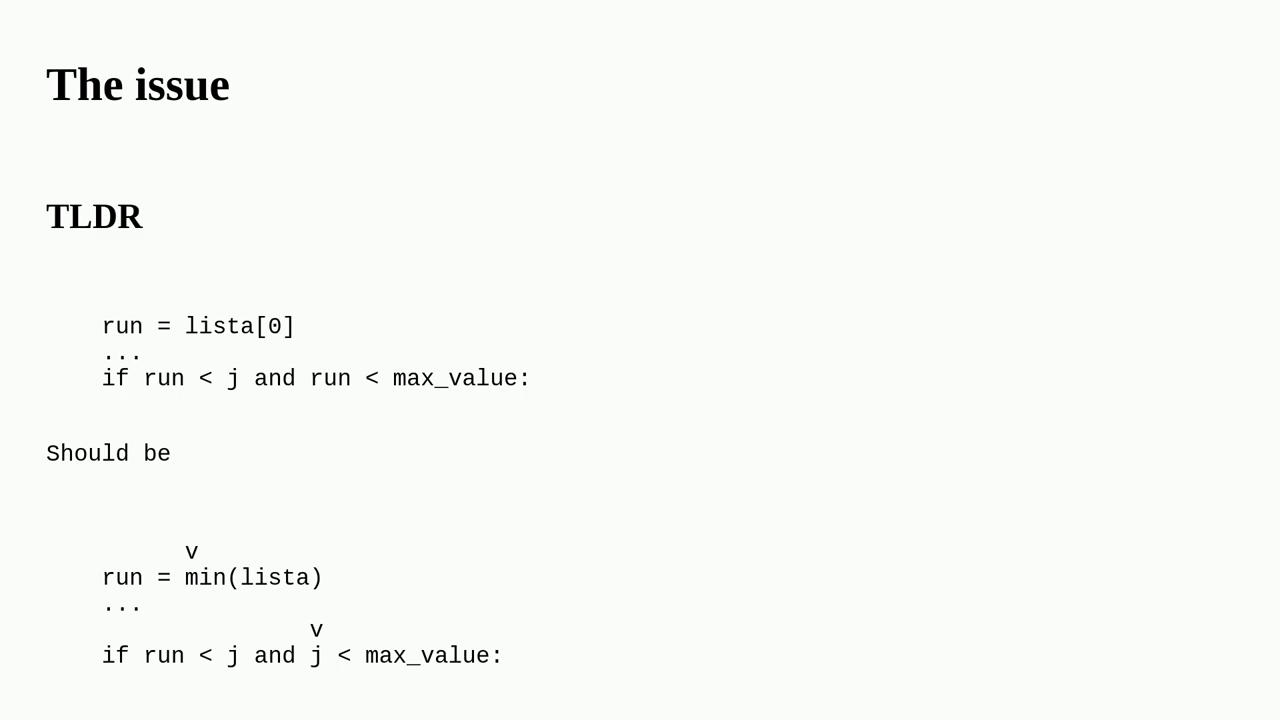 The issue
TLDR
run = lista[0]
...
if run < j and run < max_value:
Should be
v
run = min(lista)
...
v
if run < j and j < max_value: